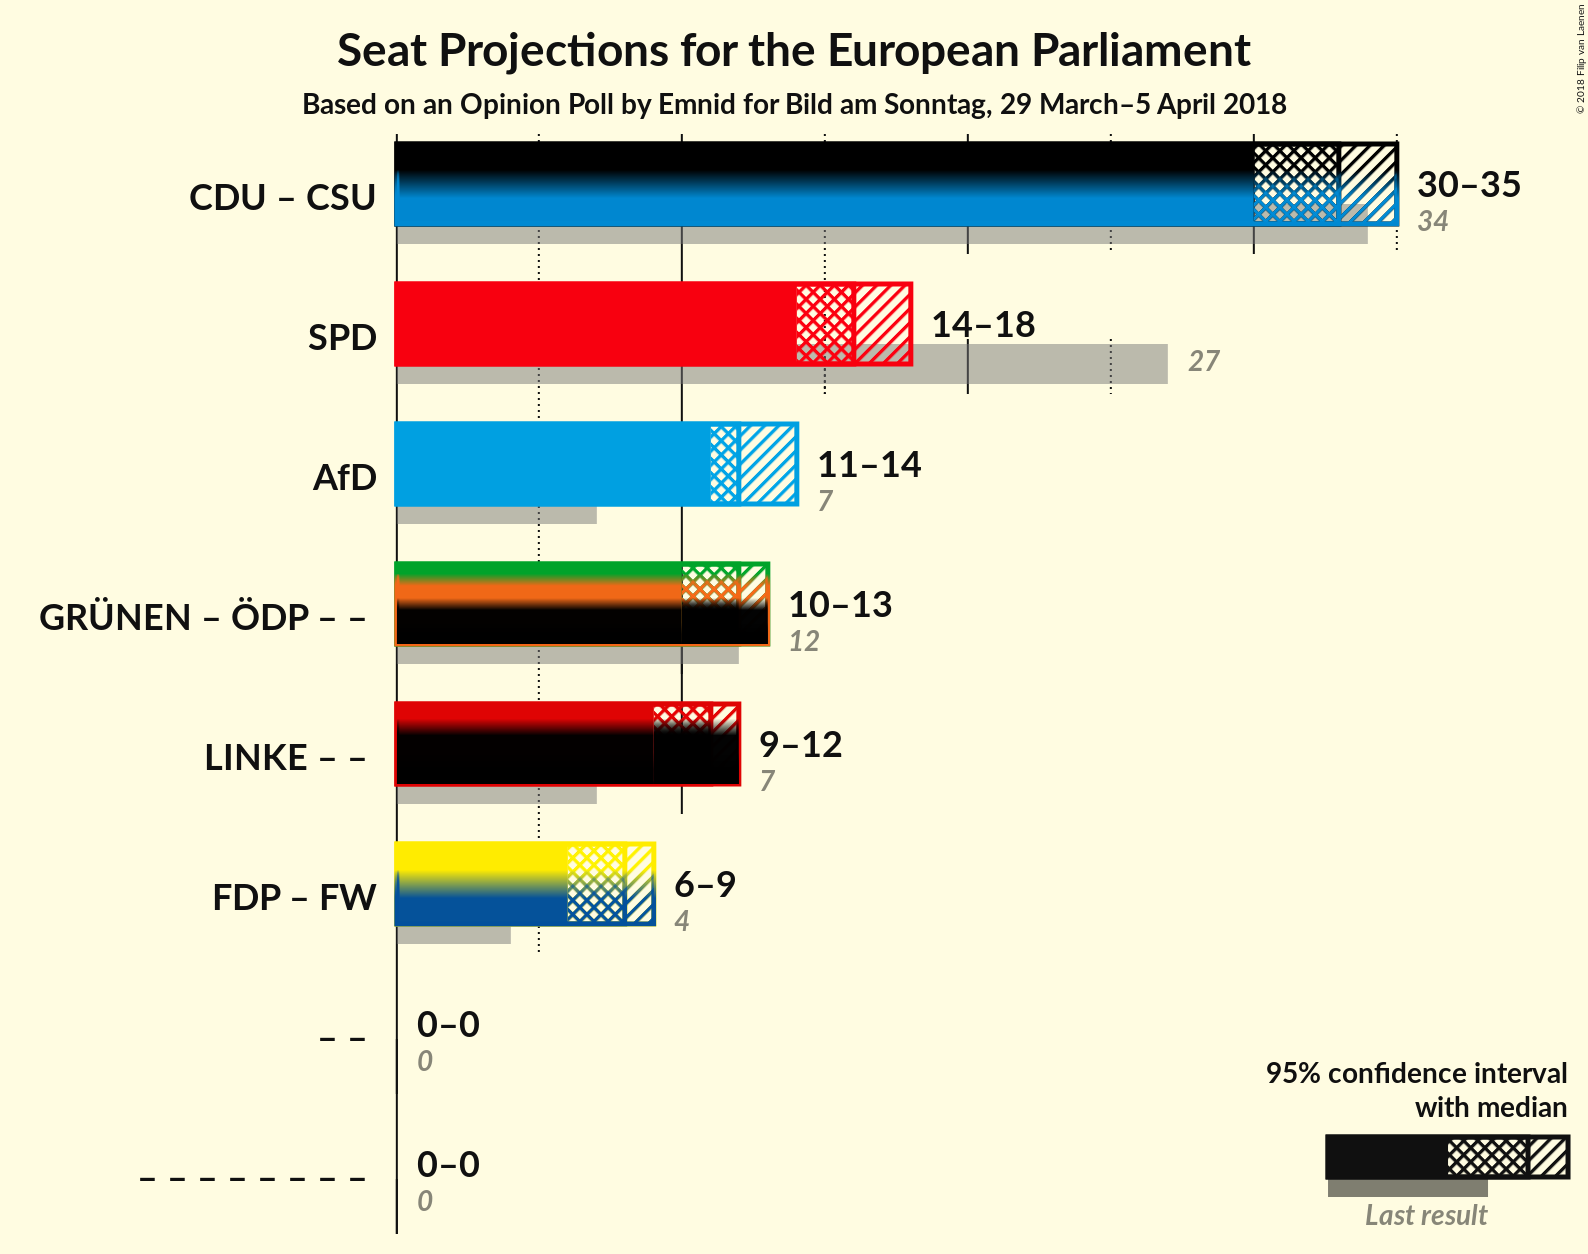 Seat Projections for the European Parliament
Based on an Opinion Poll by Emnid for Bild am Sonntag, 29 March–5 April 2018
© 2018 Filip van Laenen
CDU – CSU
30–35
34
SPD
14–18
27
AfD
11–14
7
GRÜNEN – ÖDP – –
10–13
12
LINKE – –
9–12
7
FDP – FW
6–9
4
– –
0–0
0
– – – – – – – –
0–0
0
95% confidence interval
with median
Last result